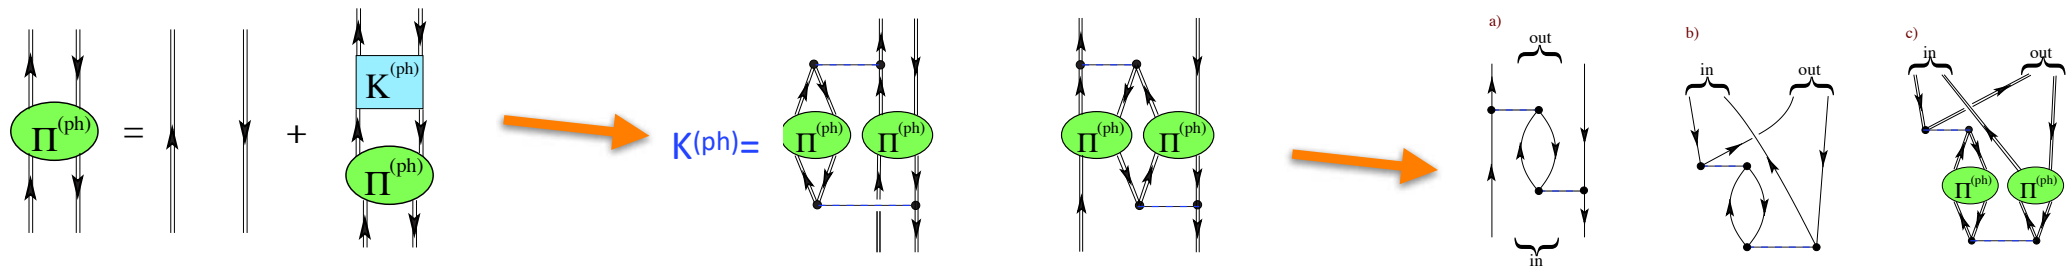 Π(ph) = + K(ph) Π(ph)
K(ph)= Π(ph) Π(ph) Π(ph) Π(ph)
a) out in
b) in out
c) in out Π(ph) Π(ph)